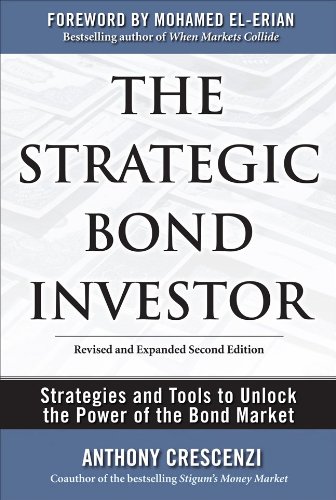 FOREWORD BY MOHAMED EL-ERIAN
Bestselling author of When Markets Collide
THE
STRATEGIC
BOND
INVESTOR
Revised and Expanded Second Edition
Strategies and Tools to Unlock
the Power of the Bond Market
ANTHONY CRESCENZI
Coauthor of the bestselling Stigum's Money Market